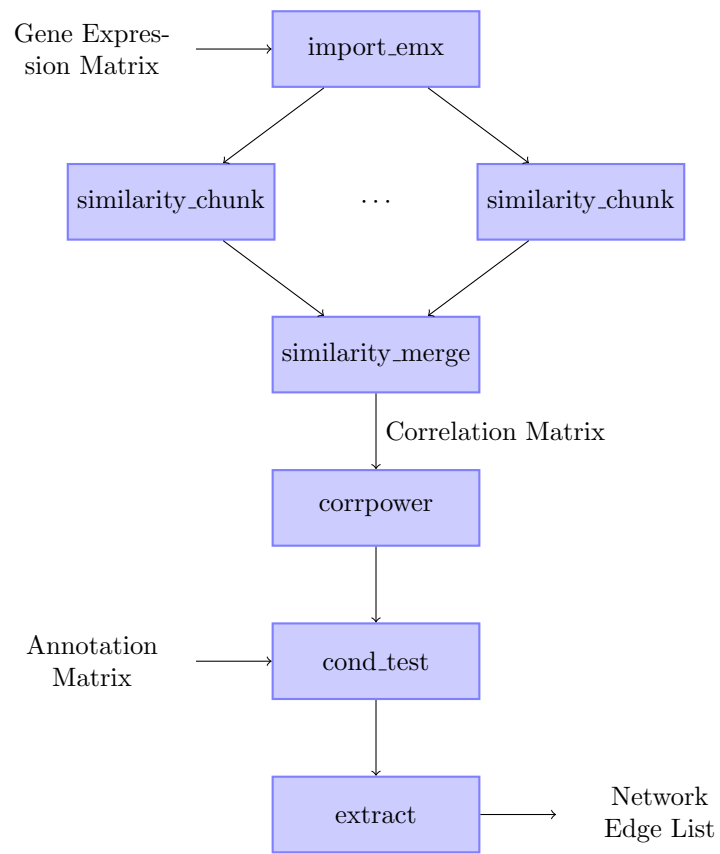 Gene Expres-
sion Matrix
import_emx
similarity_chunk
...
similarity_chunk
similarity_merge
Correlation Matrix
corrpower
Annotation
Matrix
cond_test
extract
Network
Edge List